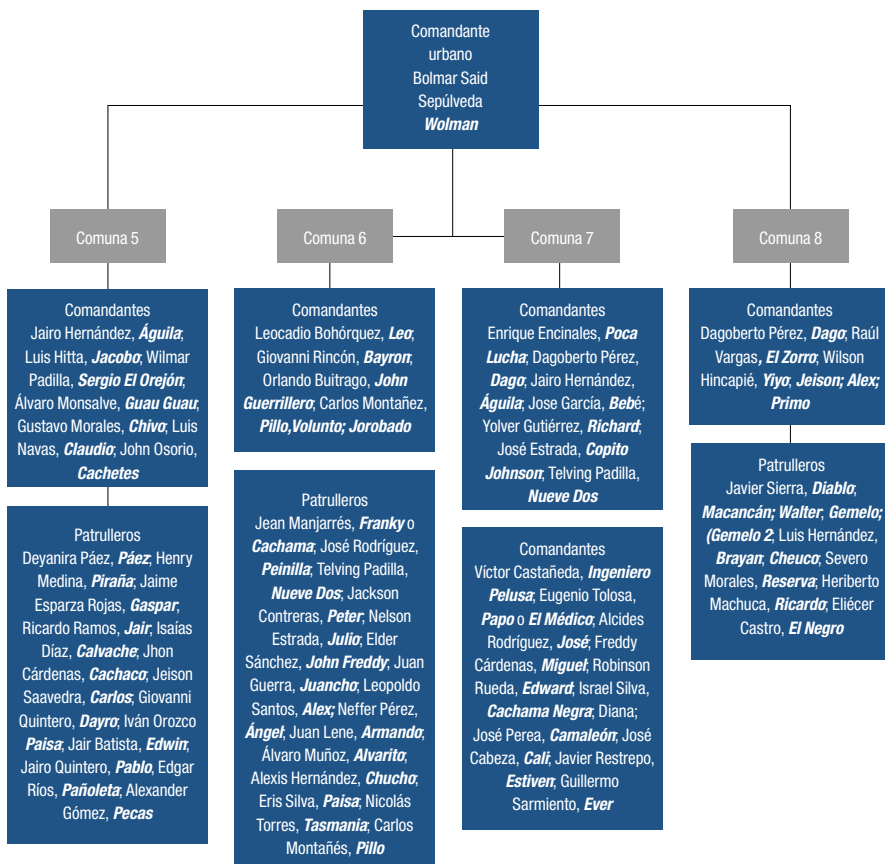 Comandante
urbano
Bolmar Said
Sepúlveda
Wolman
Comuna 5
Comandantes
Jairo Hernández, Águila;
Luis Hitta, Jacobo; Wilmar
Padilla, Sergio El Orejón;
Álvaro Monsalve, Guau Guau;
Gustavo Morales, Chivo; Luis
Navas, Claudio; John Osorio,
Cachetes
Patrulleros
Deyanira Páez, Páez; Henry
Medina, Piraña; Jaime
Esparza Rojas, Gaspar;
Ricardo Ramos, Jair; Isaías
Díaz, Calvache; Jhon
Cárdenas, Cachaco; Jeison
Saavedra, Carlos; Giovanni
Quintero, Dayro; Iván Orozco
Paisa; Jair Batista, Edwin;
Jairo Quintero, Pablo, Edgar
Ríos, Pañoleta; Alexander
Gómez, Pecas
Comuna 6
Comandantes
Leocadio Bohórquez, Leo;
Giovanni Rincón, Bayron;
Orlando Buitrago, John
Guerrillero; Carlos Montañez,
Pillo,Volunto; Jorobado
Patrulleros
Jean Manjarrés, Franky o
Cachama; José Rodríguez,
Peinilla; Telving Padilla,
Nueve Dos; Jackson
Contreras, Peter; Nelson
Estrada, Julio; Elder
Sánchez, John Freddy; Juan
Guerra, Juancho; Leopoldo
Santos, Alex; Neffer Pérez,
Ángel; Juan Lene, Armando;
Álvaro Muñoz, Alvarito;
Alexis Hernández, Chucho;
Eris Silva, Paisa; Nicolás
Torres, Tasmania; Carlos
Montañés, Pillo
Comuna 7
Comandantes
Enrique Encinales, Poca
Lucha; Dagoberto Pérez,
Dago; Jairo Hernández,
Águila; Jose García, Bebé;
Yolver Gutiérrez, Richard;
José Estrada, Copito
Johnson; Telving Padilla,
Nueve Dos
Comandantes
Víctor Castañeda, Ingeniero
Pelusa; Eugenio Tolosa,
Papo o El Médico; Alcides
Rodríguez, José; Freddy
Cárdenas, Miguel; Robinson
Rueda, Edward; Israel Silva,
Cachama Negra; Diana;
José Perea, Camaleón; José
Cabeza, Cali; Javier Restrepo,
Estiven; Guillermo
Sarmiento, Ever
Comuna 8
Comandantes
Dagoberto Pérez, Dago; Raúl
Vargas, El Zorro; Wilson
Hincapié, Yiyo; Jeison; Alex;
Primo
Patrulleros
Javier Sierra, Diablo;
Macancán; Walter; Gemelo;
(Gemelo 2; Luis Hernández,
Brayan; Cheuco; Severo
Morales, Reserva; Heriberto
Machuca, Ricardo; Eliécer
Castro, El Negro